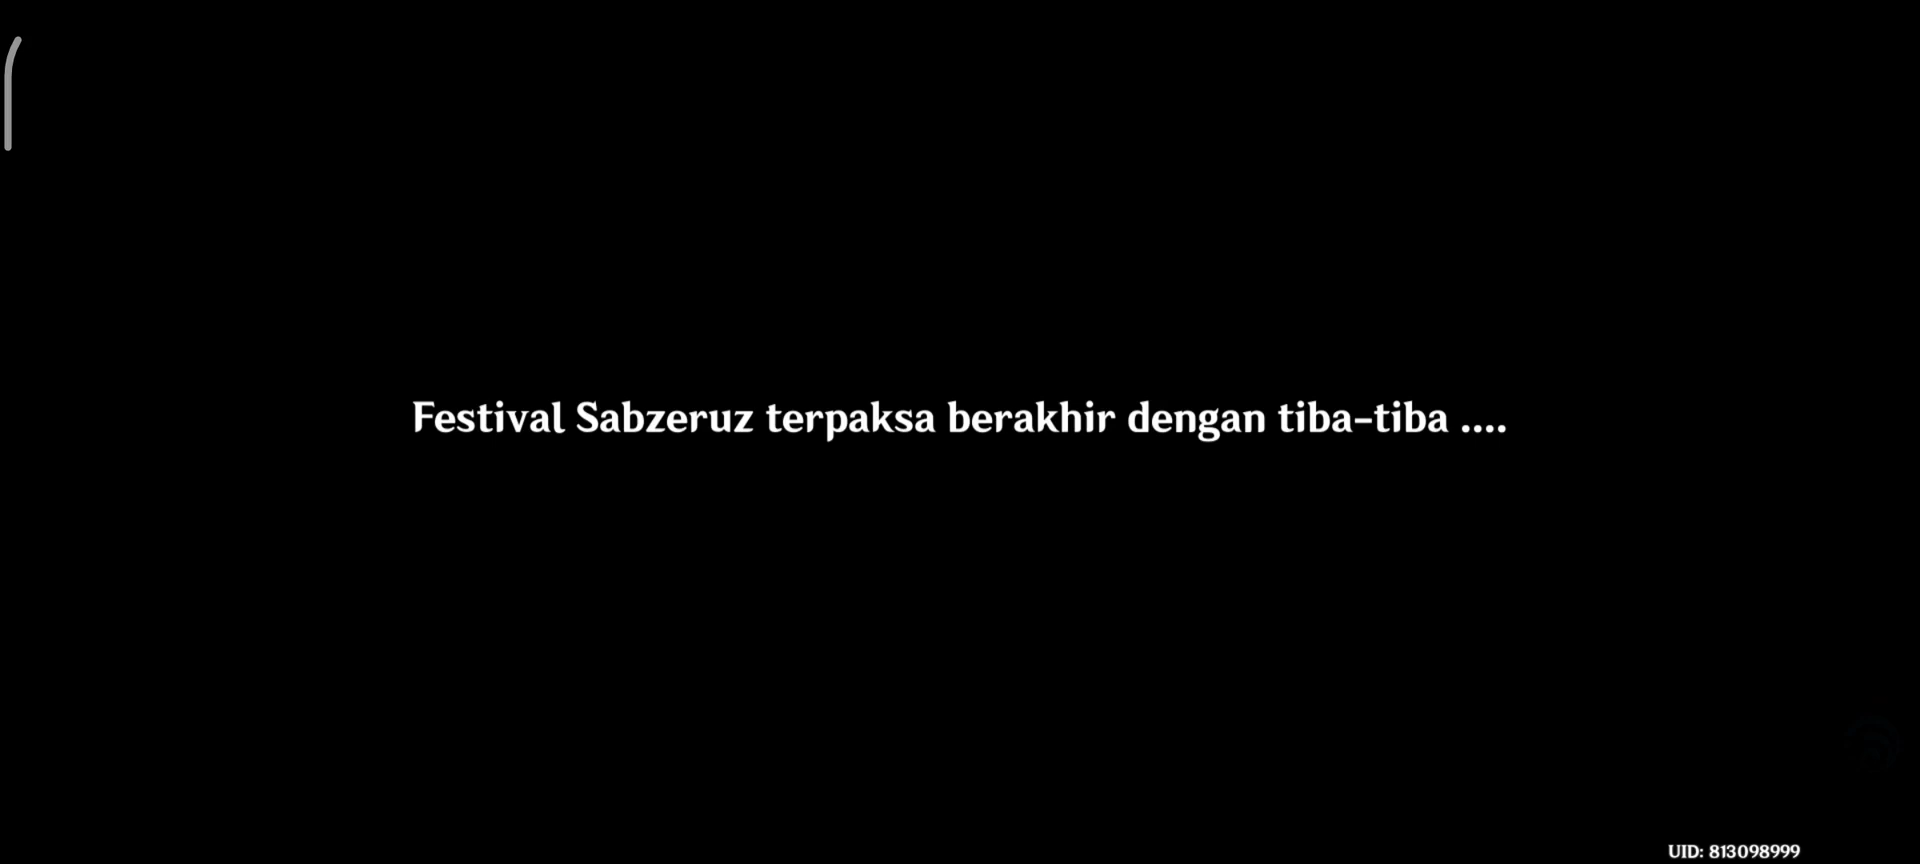 Festival Sabzeruz terpaksa berakhir dengan tiba-tiba ....
UID: 813098999